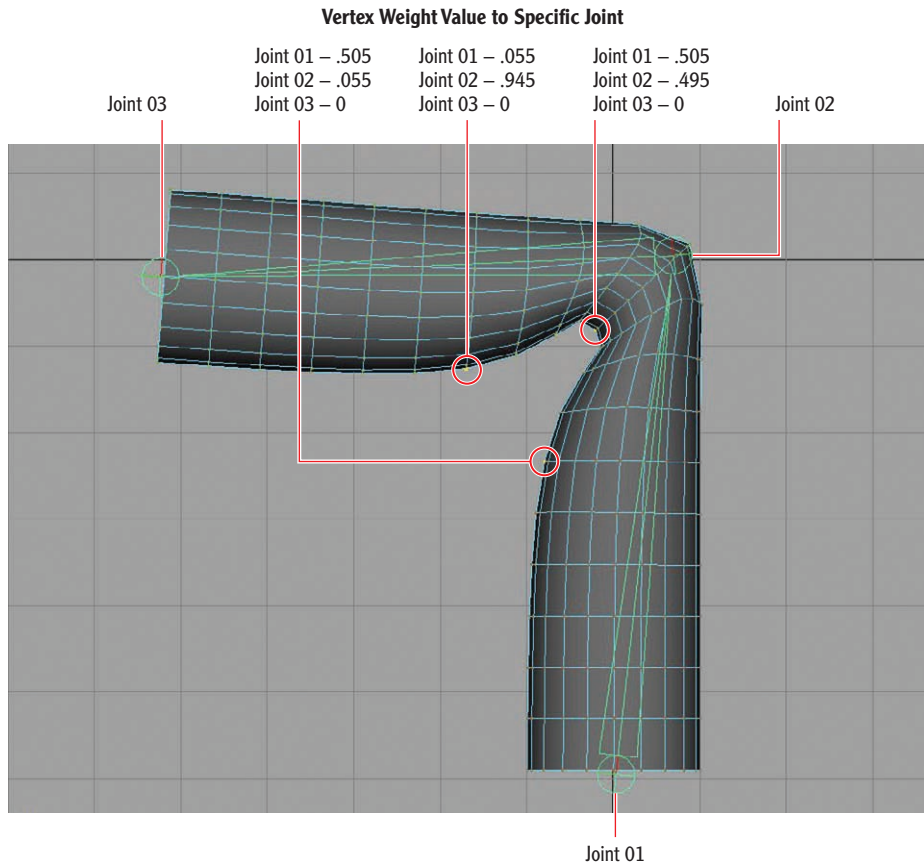 Vertex Weight Value to Specific Joint
Joint 03
Joint 01 – .505
Joint 02 – .055
Joint 03 – 0
Joint 01 – .055
Joint 02 – .945
Joint 03 – 0
Joint 01 – .505
Joint 02 – .495
Joint 03 – 0
Joint 02
Joint 01